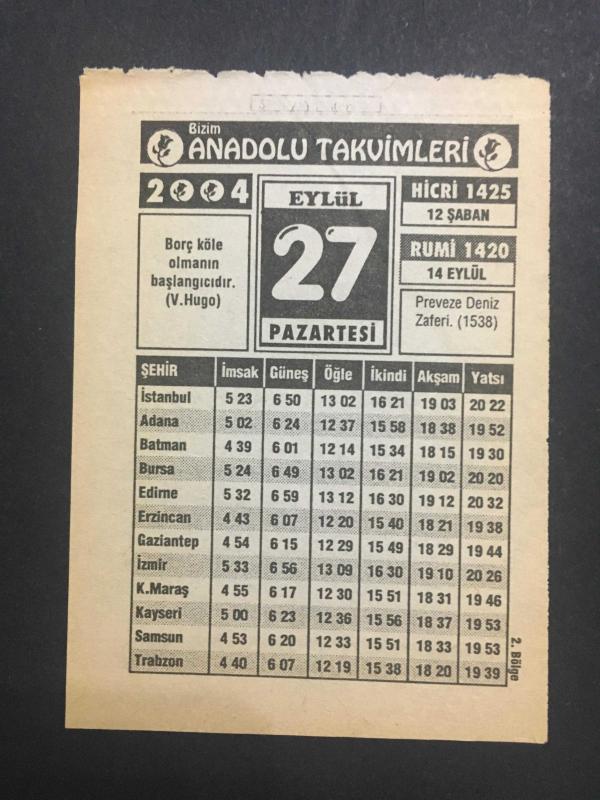 Bizim
ANADOLU TAKVİMLERİ
2004
EYLüL
27
PAZARTESİ
HİCRİ 1425
12 ŞABAN
RUMİ 1420
14 EYLÜL
Borç köle
olmanın
başlangıcıdır.
(V.Hugo)
Preveze Deniz
Zaferi. (1538)
ŞEHİR İmsak Güneş Öğle İkindi Akşam Yatsı
İstanbul 5 23 6 50 13 02 16 21 19 03 20 22
Adana 5 02 6 24 12 37 15 58 18 38 19 52
Batman 4 39 6 01 12 14 15 34 18 15 19 30
Bursa 5 24 6 49 13 02 16 21 19 02 20 20
Edirne 5 32 6 59 13 12 16 30 19 12 20 32
Erzincan 4 43 6 07 12 20 15 40 18 21 19 38
Gaziantep 4 54 6 15 12 29 15 49 18 29 19 44
İzmir 5 33 6 56 13 09 16 30 19 10 20 26
K.Maraş 4 55 6 17 12 30 15 51 18 31 19 46
Kayseri 5 00 6 23 12 36 15 56 18 37 19 53
Samsun 4 53 6 20 12 33 15 51 18 33 19 53
Trabzon 4 40 6 07 12 19 15 38 18 20 19 39
2. Bölge